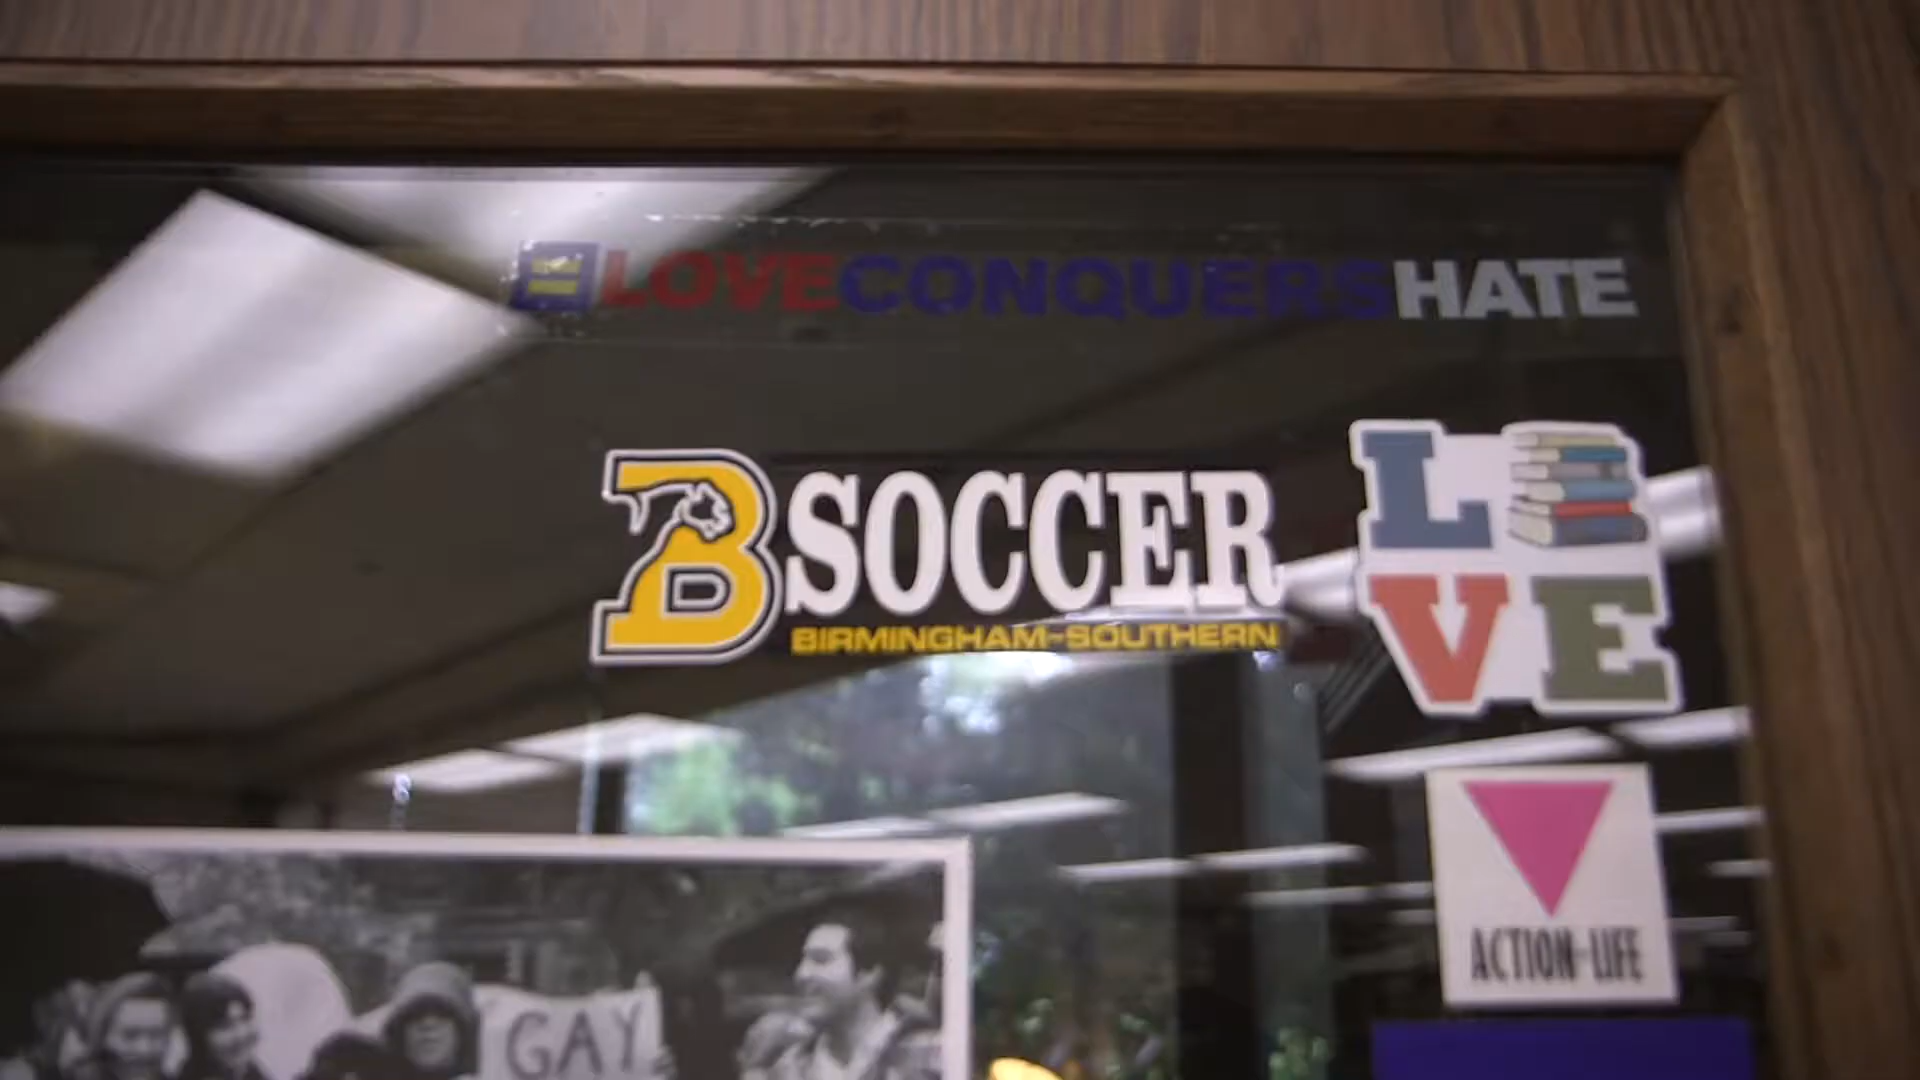 LOVECONQUERSHATE
B SOCCER
BIRMINGHAM-SOUTHERN
L VE
ACTION=LIFE
GAY